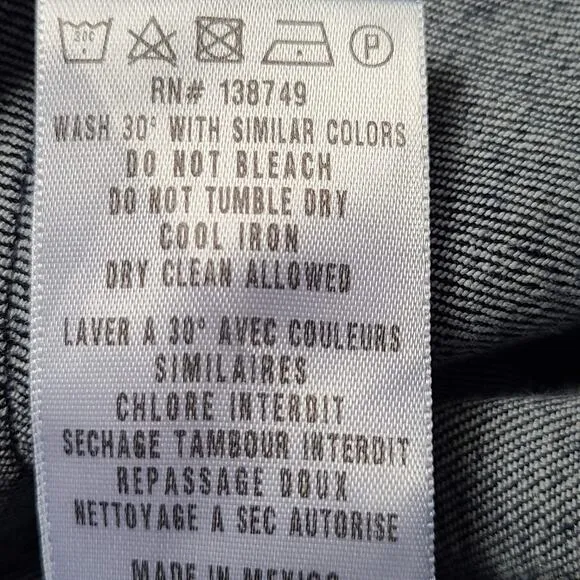 30C P
RN# 138749
WASH 30° WITH SIMILAR COLORS
DO NOT BLEACH
DO NOT TUMBLE DRY
COOL IRON
DRY CLEAN ALLOWED
LAVER A 30° AVEC COULEURS
SIMILAIRES
CHLORE INTERDIT
SECHAGE TAMBOUR INTERDIT
REPASSAGE DOUX
NETTOYAGE A SEC AUTORISE
MADE IN MEXICO